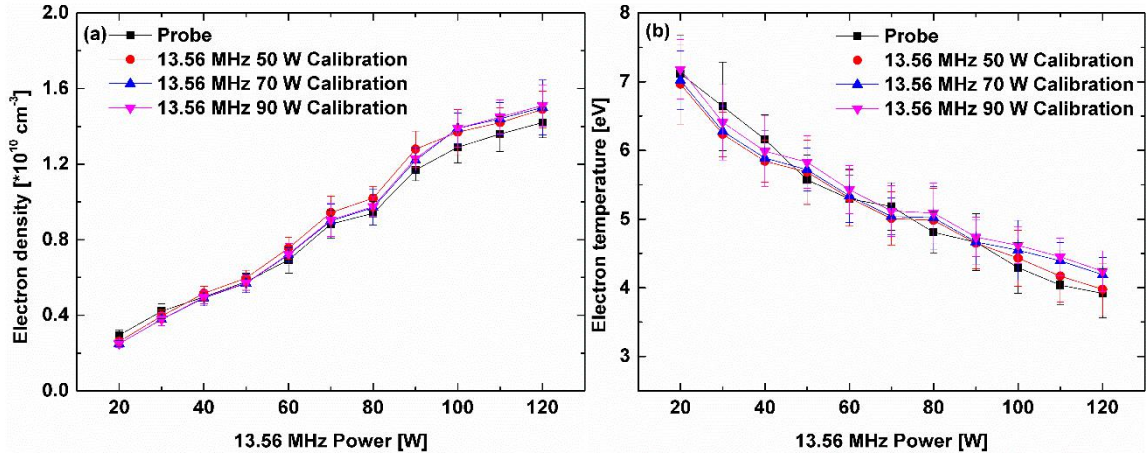 (a)
Probe
13.56 MHz 50 W Calibration
13.56 MHz 70 W Calibration
13.56 MHz 90 W Calibration
Electron density [*10¹⁰ cm⁻³]
2.0
1.6
1.2
0.8
0.4
0.0
20 40 60 80 100 120
13.56 MHz Power [W]
(b)
Probe
13.56 MHz 50 W Calibration
13.56 MHz 70 W Calibration
13.56 MHz 90 W Calibration
Electron temperature [eV]
8
7
6
5
4
3
20 40 60 80 100 120
13.56 MHz Power [W]